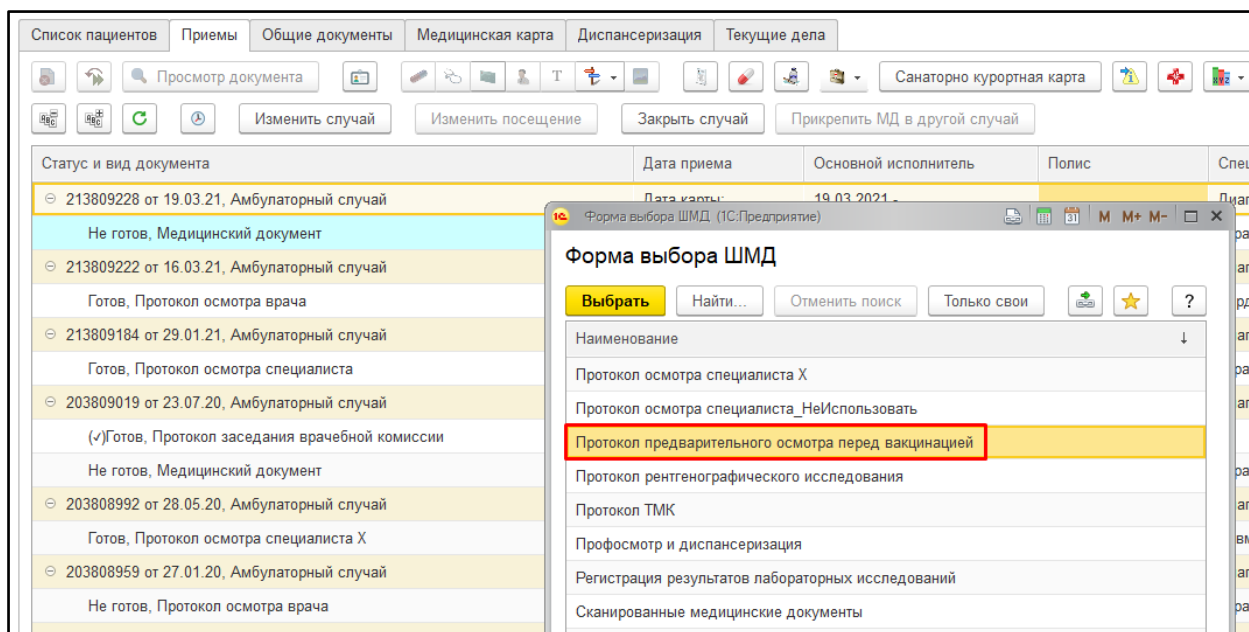 Список пациентов Приемы Общие документы Медицинская карта Диспансеризация Текущие дела
Просмотр документа Т Санаторно курортная карта
Изменить случай Изменить посещение Закрыть случай Прикрепить МД в другой случай
Статус и вид документа Дата приема Основной исполнитель Полис
213809228 от 19.03.21, Амбулаторный случай Дата карты: 19.03.2021 -
Не готов, Медицинский документ
213809222 от 16.03.21, Амбулаторный случай
Готов, Протокол осмотра врача
213809184 от 29.01.21, Амбулаторный случай
Готов, Протокол осмотра специалиста
203809019 от 23.07.20, Амбулаторный случай
(✓)Готов, Протокол заседания врачебной комиссии
Не готов, Медицинский документ
203808992 от 28.05.20, Амбулаторный случай
Готов, Протокол осмотра специалиста X
203808959 от 27.01.20, Амбулаторный случай
Не готов, Протокол осмотра врача
1С Форма выбора ШМД (1С:Предприятие) 31 M M+ M-
Форма выбора ШМД
Выбрать Найти... Отменить поиск Только свои ?
Наименование ↓
Протокол осмотра специалиста X
Протокол осмотра специалиста_НеИспользовать
Протокол предварительного осмотра перед вакцинацией
Протокол рентгенографического исследования
Протокол ТМК
Профосмотр и диспансеризация
Регистрация результатов лабораторных исследований
Сканированные медицинские документы